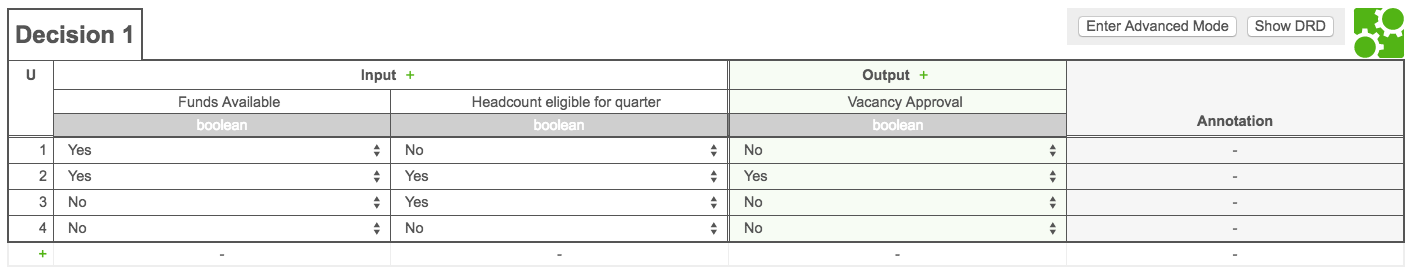 Decision 1
Enter Advanced Mode Show DRD
U Input + Output +
Funds Available Headcount eligible for quarter Vacancy Approval
boolean boolean boolean Annotation
1 Yes No No -
2 Yes Yes Yes -
3 No Yes No -
4 No No No -
+ - - - -